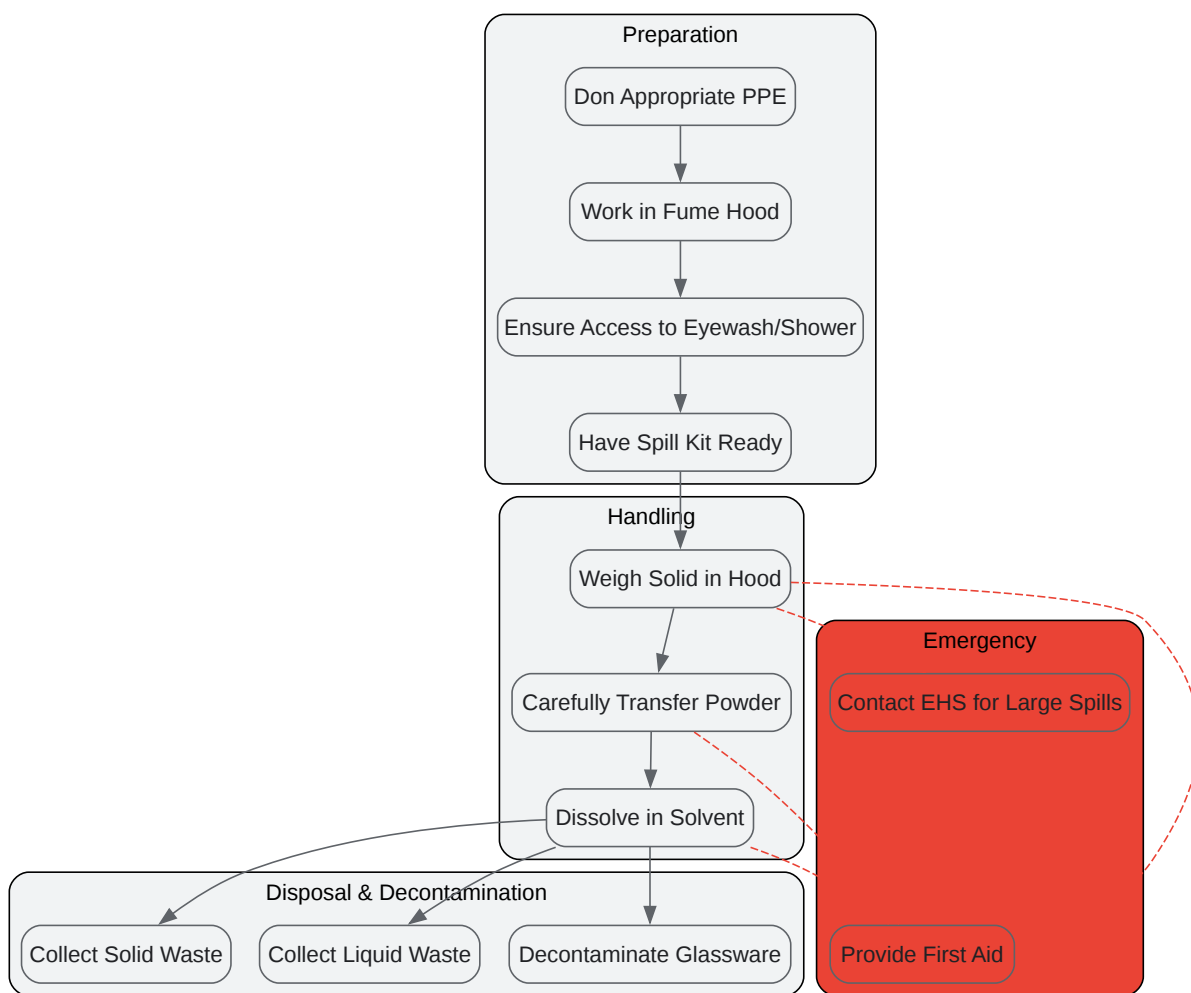 Preparation
Don Appropriate PPE
Work in Fume Hood
Ensure Access to Eyewash/Shower
Have Spill Kit Ready
Handling
Weigh Solid in Hood
Carefully Transfer Powder
Dissolve in Solvent
Emergency
Contact EHS for Large Spills
Provide First Aid
Disposal & Decontamination
Collect Solid Waste
Collect Liquid Waste
Decontaminate Glassware